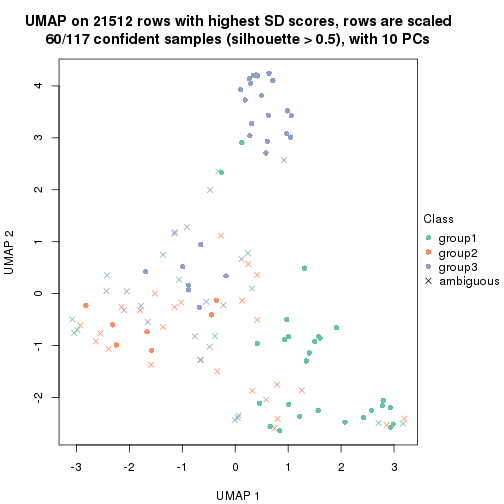 UMAP on 21512 rows with highest SD scores, rows are scaled
60/117 confident samples (silhouette > 0.5), with 10 PCs
UMAP 2
4
3
2
1
0
-1
-2
-3
-2
-1
0
1
2
3
UMAP 1
Class
group1
group2
group3
ambiguous